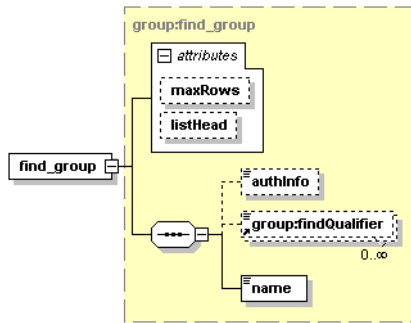 group:find_group
attributes
maxRows
listHead
find_group
authInfo
group:findQualifier
0..∞
name